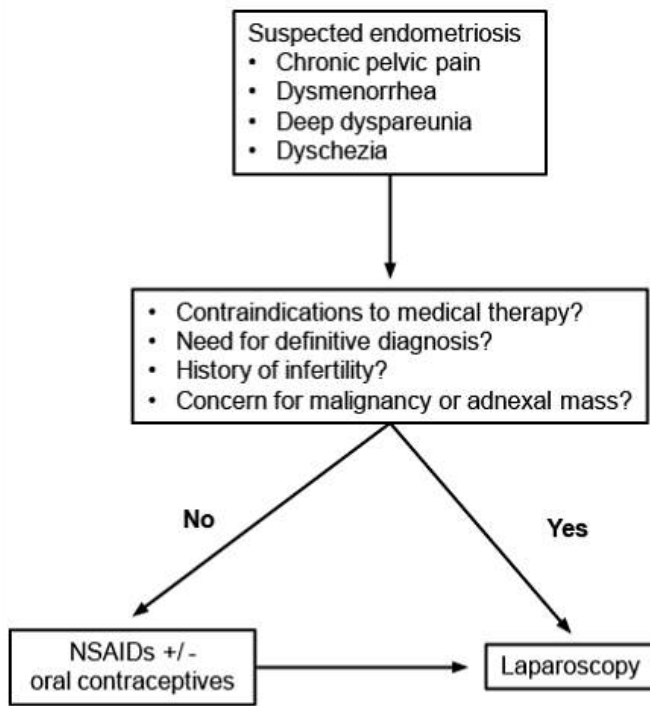 Suspected endometriosis
• Chronic pelvic pain
• Dysmenorrhea
• Deep dyspareunia
• Dyschezia
• Contraindications to medical therapy?
• Need for definitive diagnosis?
• History of infertility?
• Concern for malignancy or adnexal mass?
No
Yes
NSAIDs +/-
oral contraceptives
Laparoscopy